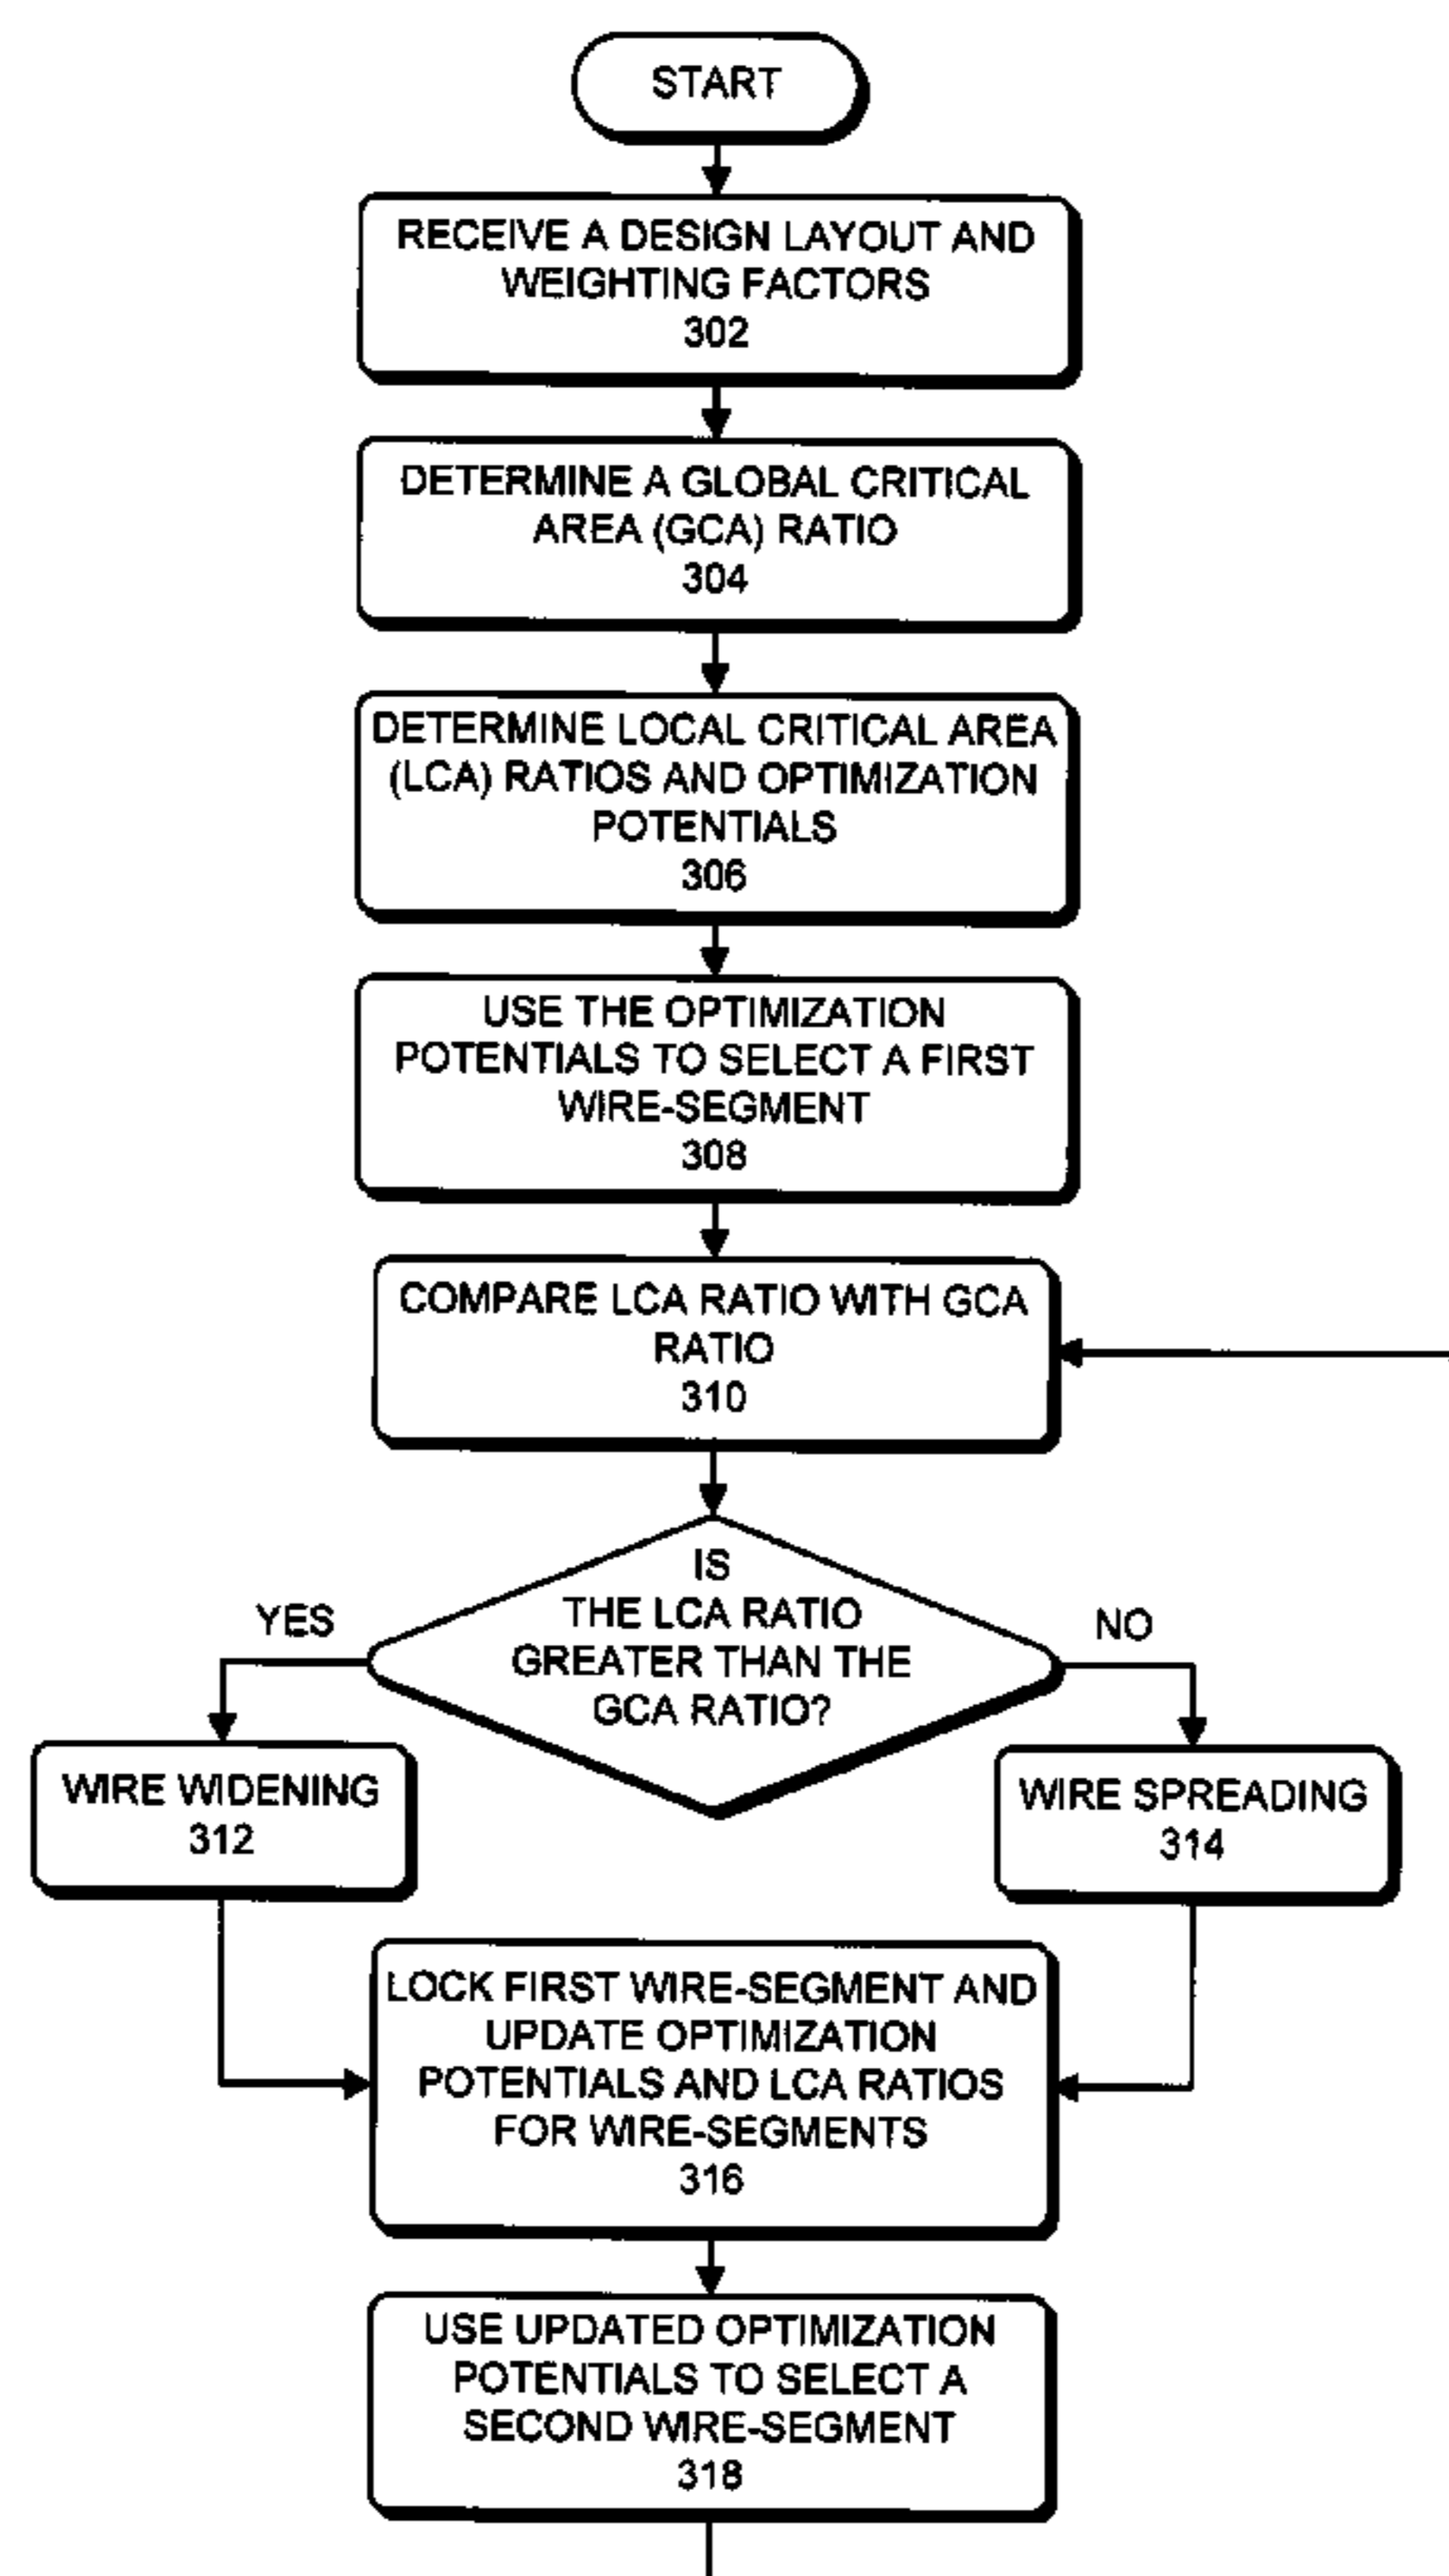 START
RECEIVE A DESIGN LAYOUT AND
WEIGHTING FACTORS
302
DETERMINE A GLOBAL CRITICAL
AREA (GCA) RATIO
304
DETERMINE LOCAL CRITICAL AREA
(LCA) RATIOS AND OPTIMIZATION
POTENTIALS
306
USE THE OPTIMIZATION
POTENTIALS TO SELECT A FIRST
WIRE-SEGMENT
308
COMPARE LCA RATIO WITH GCA
RATIO
310
IS
THE LCA RATIO
GREATER THAN THE
GCA RATIO?
YES
NO
WIRE WIDENING
312
WIRE SPREADING
314
LOCK FIRST WIRE-SEGMENT AND
UPDATE OPTIMIZATION
POTENTIALS AND LCA RATIOS
FOR WIRE-SEGMENTS
316
USE UPDATED OPTIMIZATION
POTENTIALS TO SELECT A
SECOND WIRE-SEGMENT
318